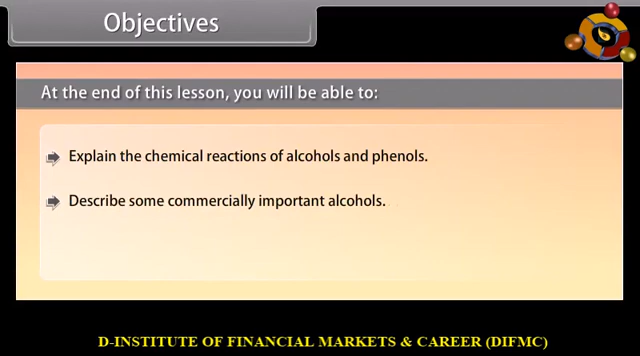 Objectives
At the end of this lesson, you will be able to:
Explain the chemical reactions of alcohols and phenols.
Describe some commercially important alcohols.
D-INSTITUTE OF FINANCIAL MARKETS & CAREER (DIFMC)